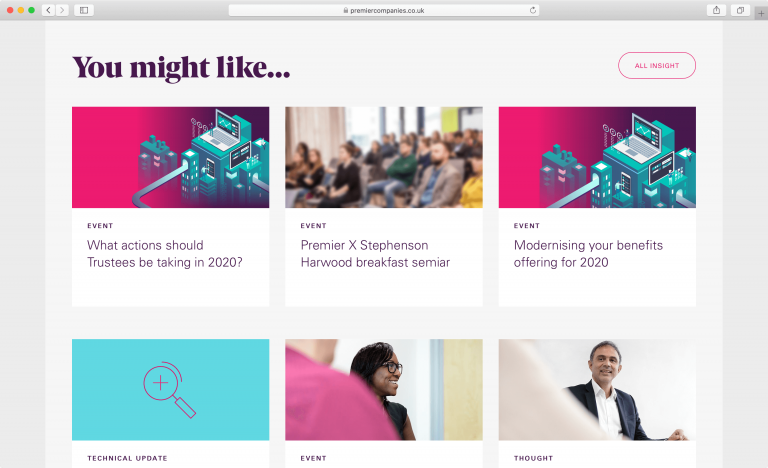 premiercompanies.co.uk
You might like...
ALL INSIGHT
EVENT
What actions should
Trustees be taking in 2020?
EVENT
Premier X Stephenson
Harwood breakfast semiar
EVENT
Modernising your benefits
offering for 2020
TECHNICAL UPDATE
EVENT
THOUGHT